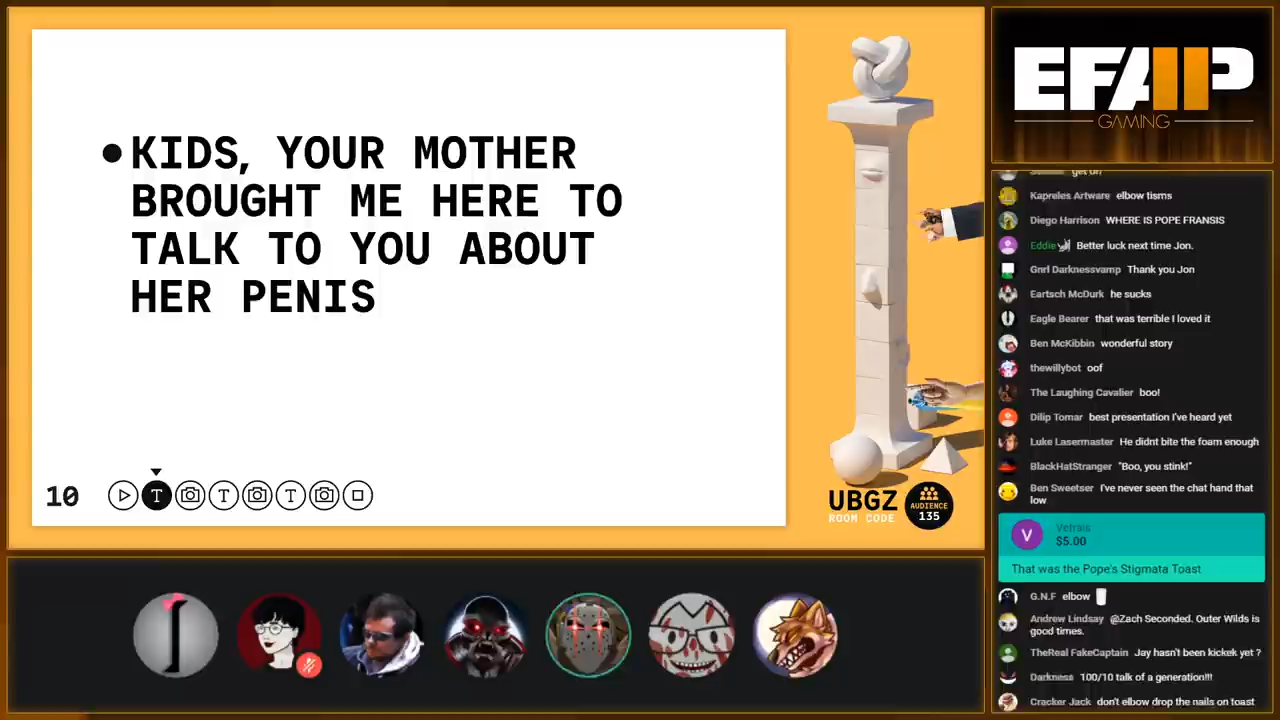 KIDS, YOUR MOTHER
BROUGHT ME HERE TO
TALK TO YOU ABOUT
HER PENIS
10
T
T
T
UBGZ
ROOM CODE
AUDIENCE
135
EFAP
GAMING
get on
Kapreles Artware elbow tisms
Diego Harrison WHERE IS POPE FRANSIS
Eddie Better luck next time Jon.
Gnrl Darknessvamp Thank you Jon
Eartsch McDurk he sucks
Eagle Bearer that was terrible I loved it
Ben McKibbin wonderful story
thewillybot oof
The Laughing Cavalier boo!
Dilip Tomar best presentation I've heard yet
Luke Lasermaster He didnt bite the foam enough
BlackHatStranger "Boo, you stink!"
Ben Sweetser I've never seen the chat hand that
low
V
Vefrais
$5.00
That was the Pope's Stigmata Toast
G.N.F elbow
Andrew Lindsay @Zach Seconded. Outer Wilds is
good times.
TheReal FakeCaptain Jay hasn't been kickek yet ?
Darkness 100/10 talk of a generation!!!
Cracker Jack don't elbow drop the nails on toast